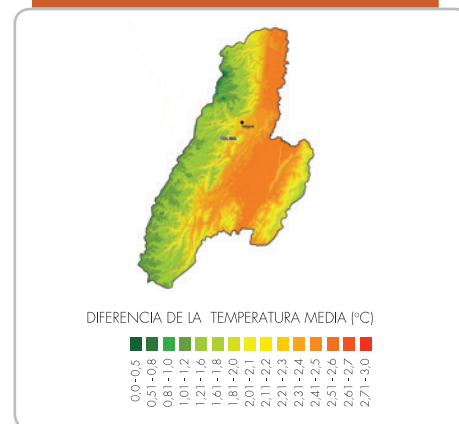 TOLIMA
DIFERENCIA DE LA TEMPERATURA MEDIA (ºC)
0,0 - 0,5
0,51 - 0,8
0,81 - 1,0
1,01 - 1,2
1,21 - 1,6
1,61 - 1,8
1,81 - 2,0
2,01 - 2,1
2,11 - 2,2
2,21 - 2,3
2,31 - 2,4
2,41 - 2,5
2,51 - 2,6
2,61 - 2,7
2,71 - 3,0